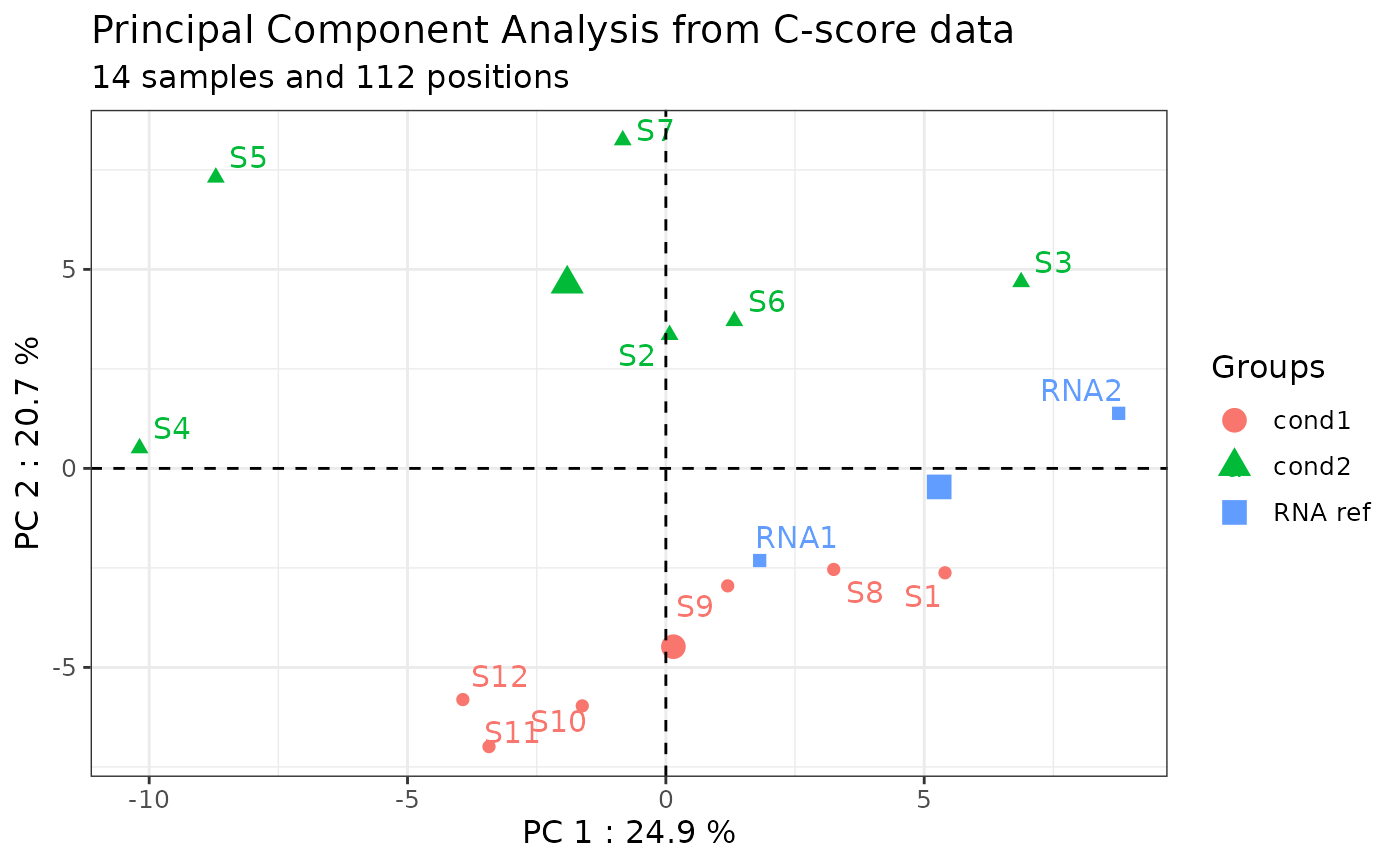 Principal Component Analysis from C-score data
14 samples and 112 positions
S7
S5
S3
5
S6
S2
RNA2
S4
0
RNA1
S8
S1
S9
-5
S12
S10
S11
-10
-5
0
5
PC 1 : 24.9 %
PC 2 : 20.7 %
Groups
cond1
cond2
RNA ref